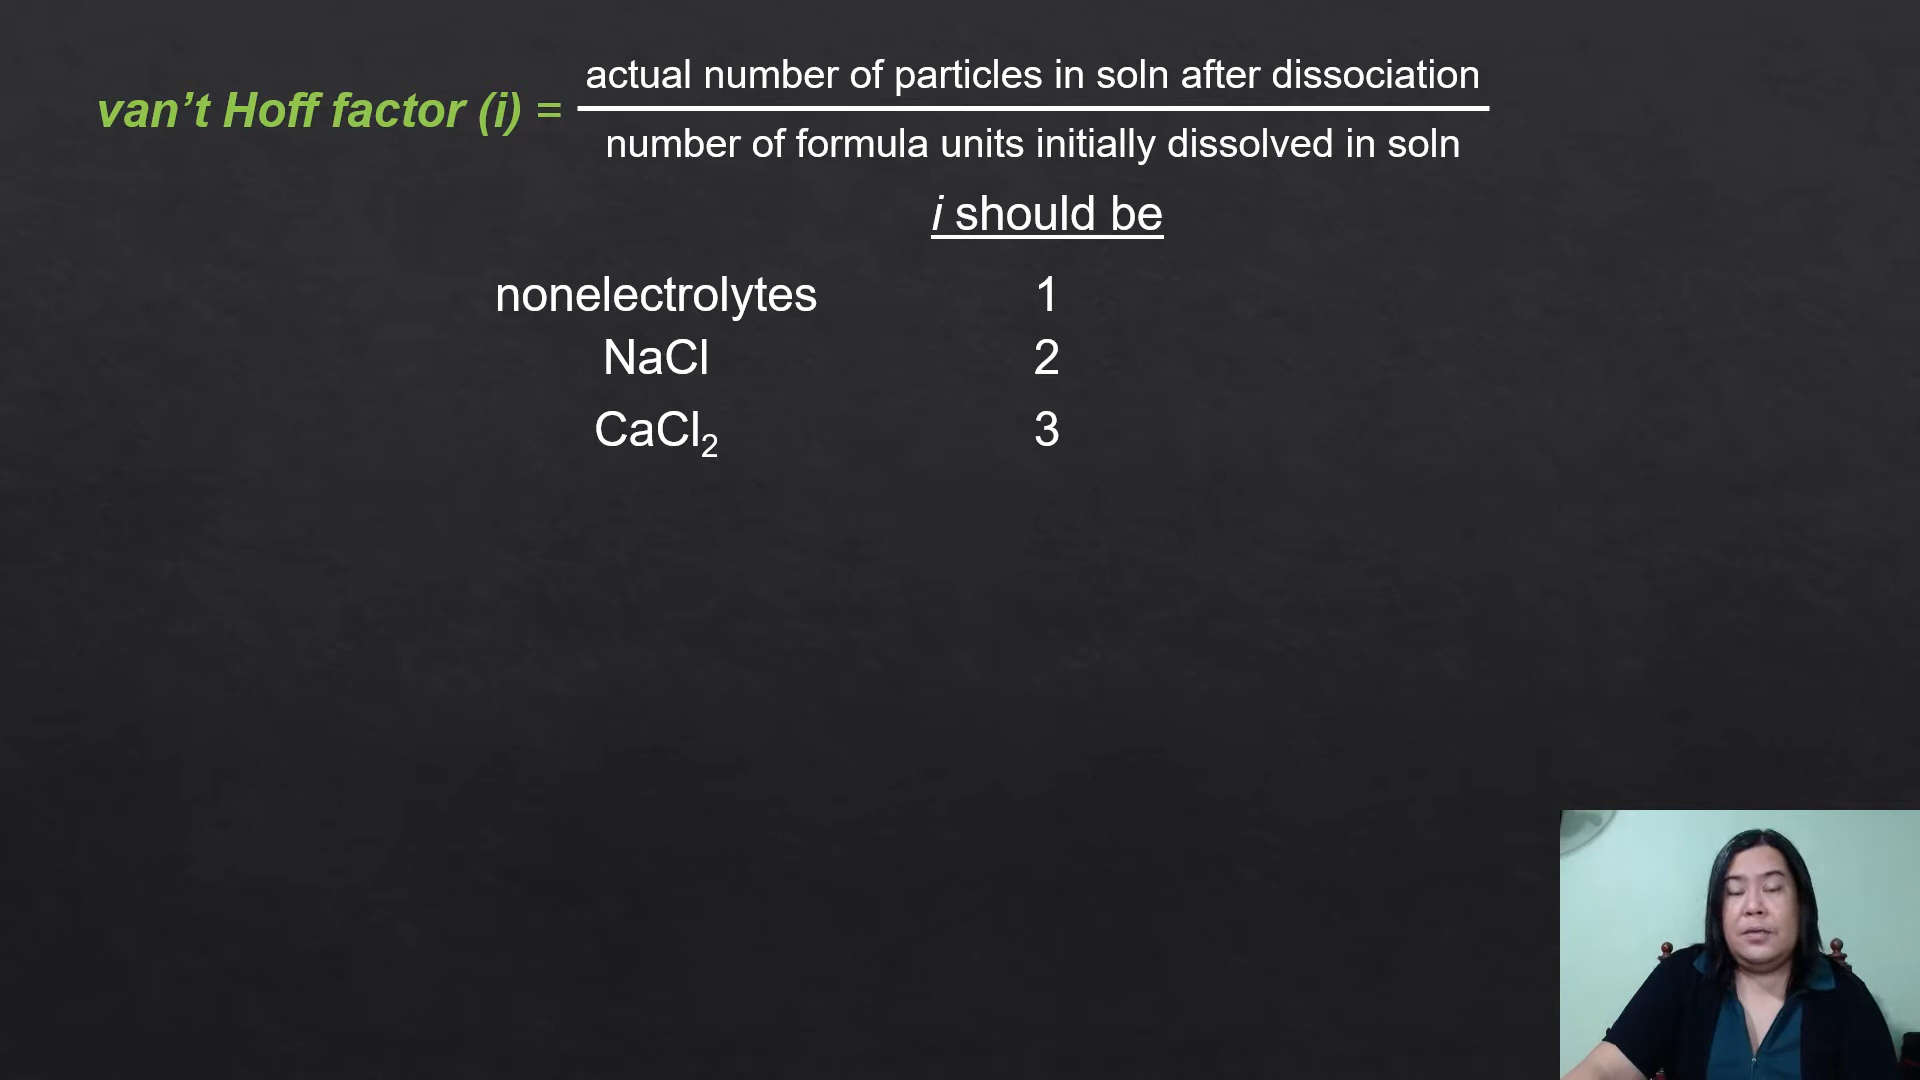 van’t Hoff factor (i) = actual number of particles in soln after dissociation
number of formula units initially dissolved in soln
i should be
nonelectrolytes 1
NaCl 2
CaCl₂ 3